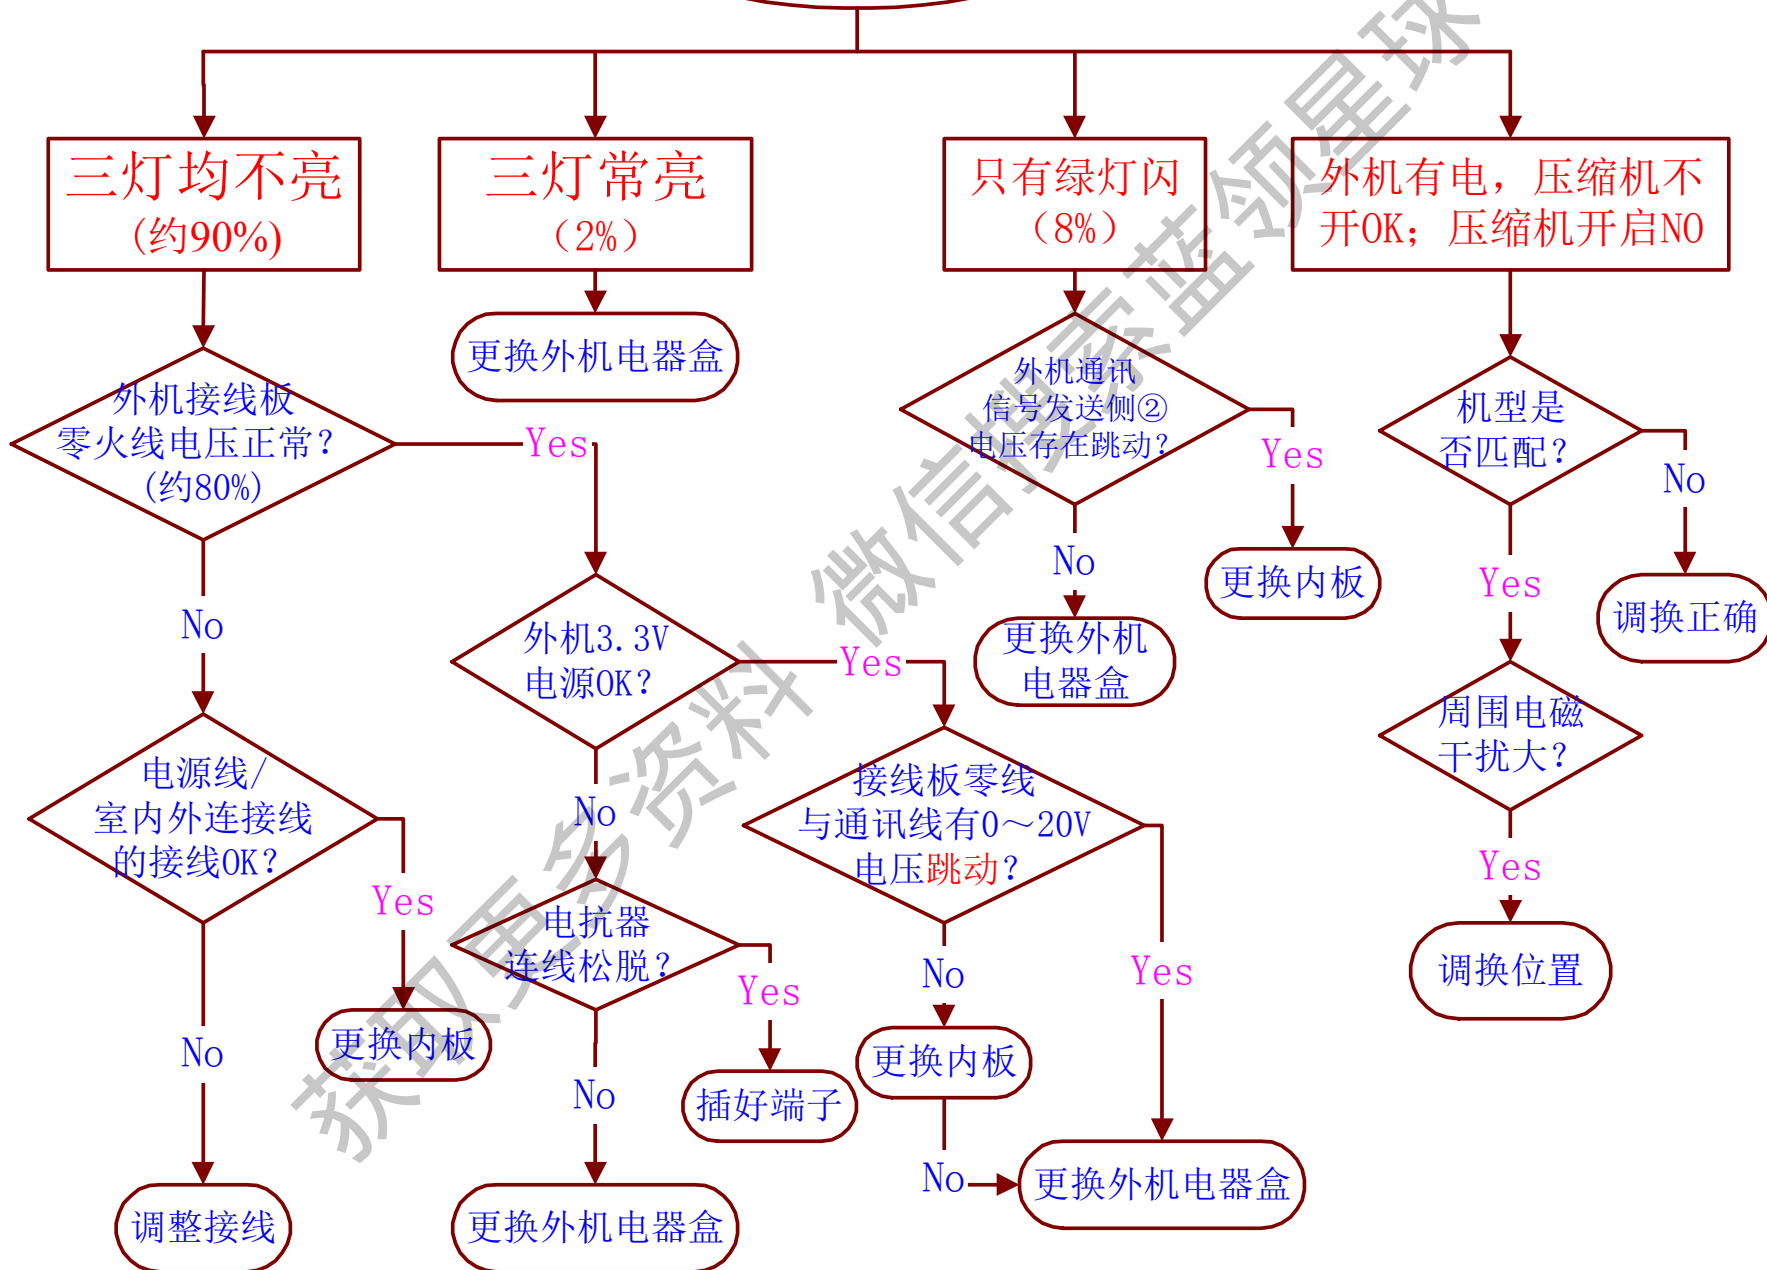 三灯均不亮
(约90%)
三灯常亮
（2%）
只有绿灯闪
（8%）
外机有电，压缩机不
开OK；压缩机开启NO
更换外机电器盒
外机接线板
零火线电压正常？
(约80%)
Yes
外机通讯
信号发送侧②
电压存在跳动？
Yes
机型是
否匹配？
No
No
更换内板
Yes
调换正确
No
外机3.3V
电源OK？
Yes
更换外机
电器盒
周围电磁
干扰大？
电源线/
室内外连接线
的接线OK？
No
接线板零线
与通讯线有0～20V
电压跳动？
Yes
Yes
电抗器
连线松脱？
Yes
No
Yes
调换位置
No
更换内板
No
更换内板
插好端子
No
更换外机电器盒
调整接线
更换外机电器盒
获取更多资料 微信搜索蓝领星球